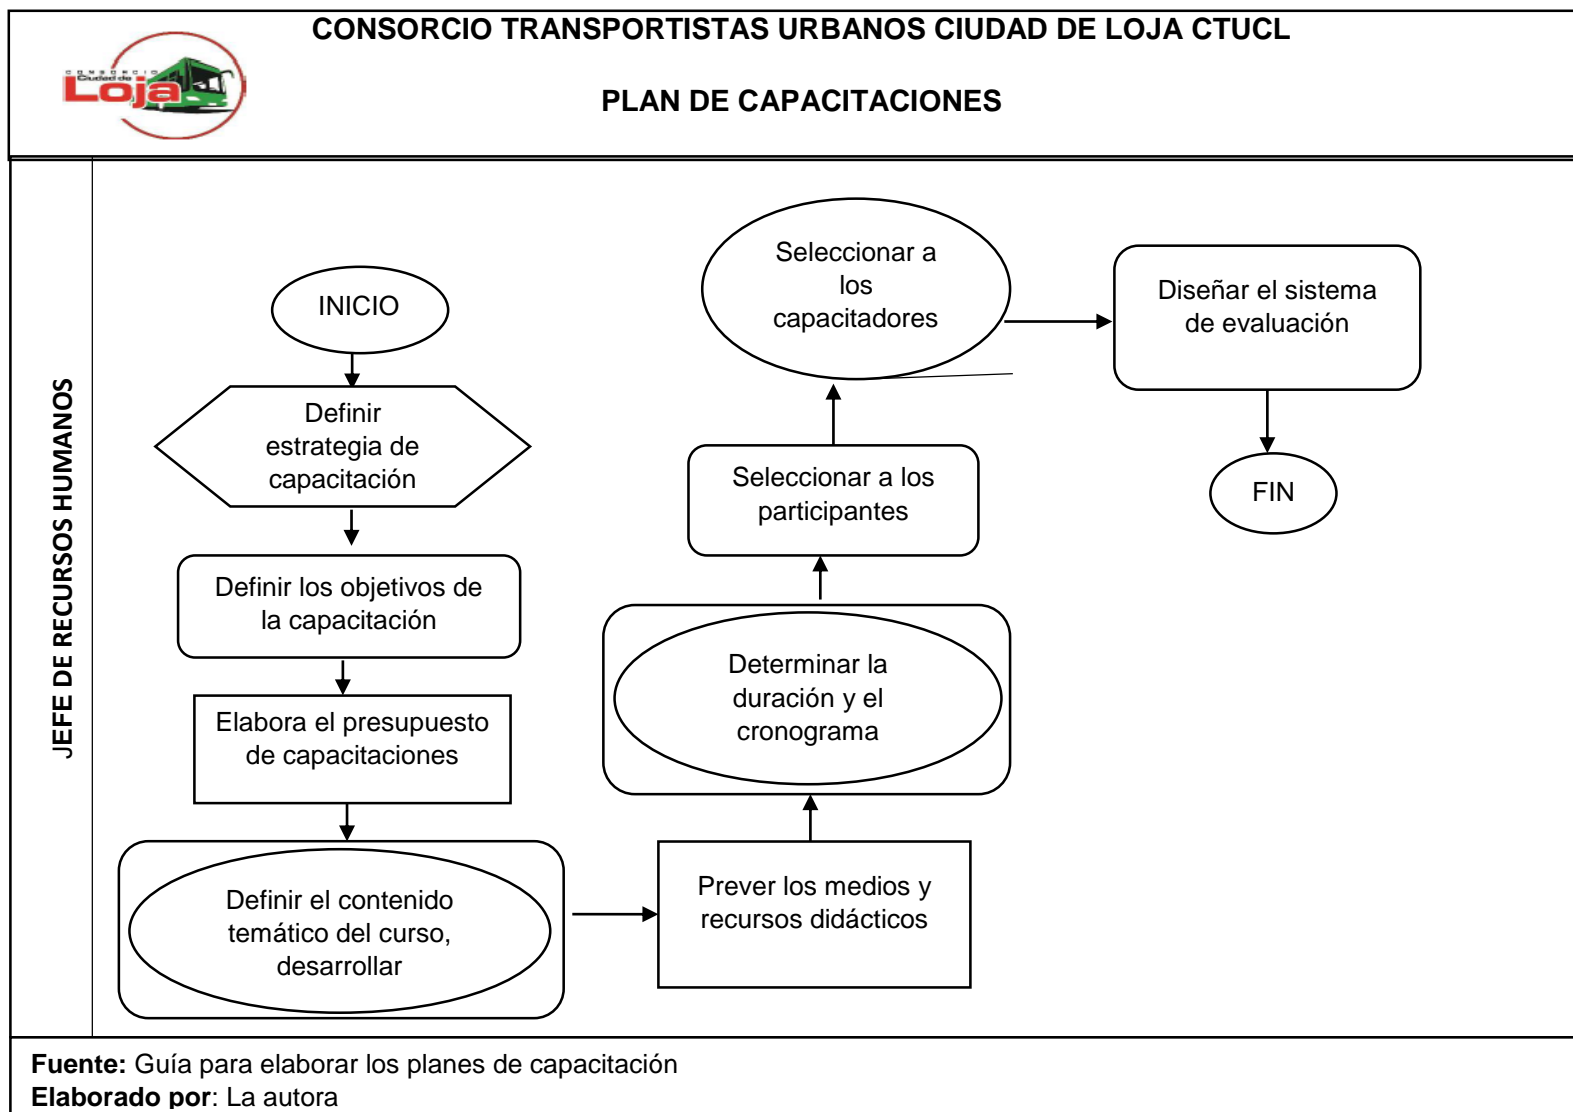 CONSORCIO TRANSPORTISTAS URBANOS CIUDAD DE LOJA CTUCL
CONSORCIO
Ciudad de
Loja
PLAN DE CAPACITACIONES
JEFE DE RECURSOS HUMANOS
INICIO
Definir
estrategia de
capacitación
Definir los objetivos de
la capacitación
Elabora el presupuesto
de capacitaciones
Definir el contenido
temático del curso,
desarrollar
Prever los medios y
recursos didácticos
Determinar la
duración y el
cronograma
Seleccionar a los
participantes
Seleccionar a
los
capacitadores
Diseñar el sistema
de evaluación
FIN
Fuente: Guía para elaborar los planes de capacitación
Elaborado por: La autora